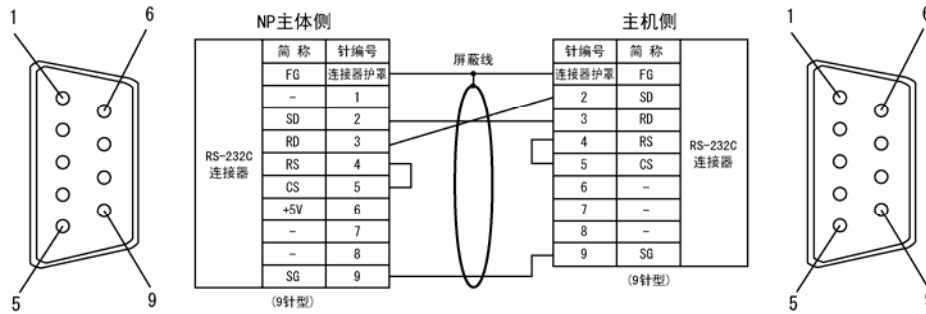 NP主体侧
主机侧
1
6
5
9
RS-232C
连接器
简 称 针编号
FG 连接器护罩
- 1
SD 2
RD 3
RS 4
CS 5
+5V 6
- 7
- 8
SG 9
(9针型)
屏蔽线
针编号 简 称
连接器护罩 FG
2 SD
3 RD
4 RS
5 CS
6 -
7 -
8 -
9 SG
RS-232C
连接器
(9针型)
1
6
5
9